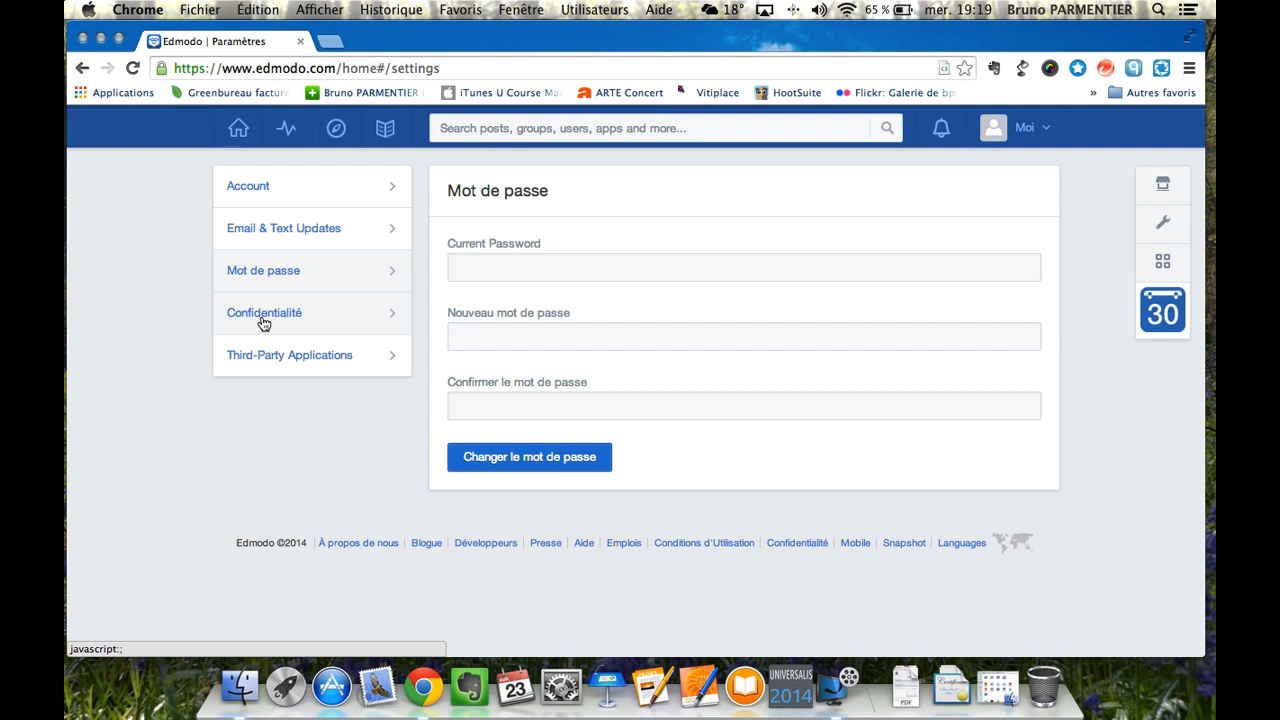 Chrome Fichier Édition Afficher Historique Favoris Fenêtre Utilisateurs Aide 18° 65 % mer. 19:19 Bruno PARMENTIER
Edmodo | Paramètres
https://www.edmodo.com/home#/settings
Applications Greenbureau facture Bruno PARMENTIER iTunes U Course Ma ARTE Concert Vitiplace HootSuite Flickr: Galerie de bp » Autres favoris
Search posts, groups, users, apps and more... Moi
Account
Email & Text Updates
Mot de passe
Confidentialité
Third-Party Applications
Mot de passe
Current Password
Nouveau mot de passe
Confirmer le mot de passe
Changer le mot de passe
30
Edmodo ©2014 À propos de nous Blogue Développeurs Presse Aide Emplois Conditions d'Utilisation Confidentialité Mobile Snapshot Languages
javascript:;
AVR
23
UNIVERSALIS
2014
PDF